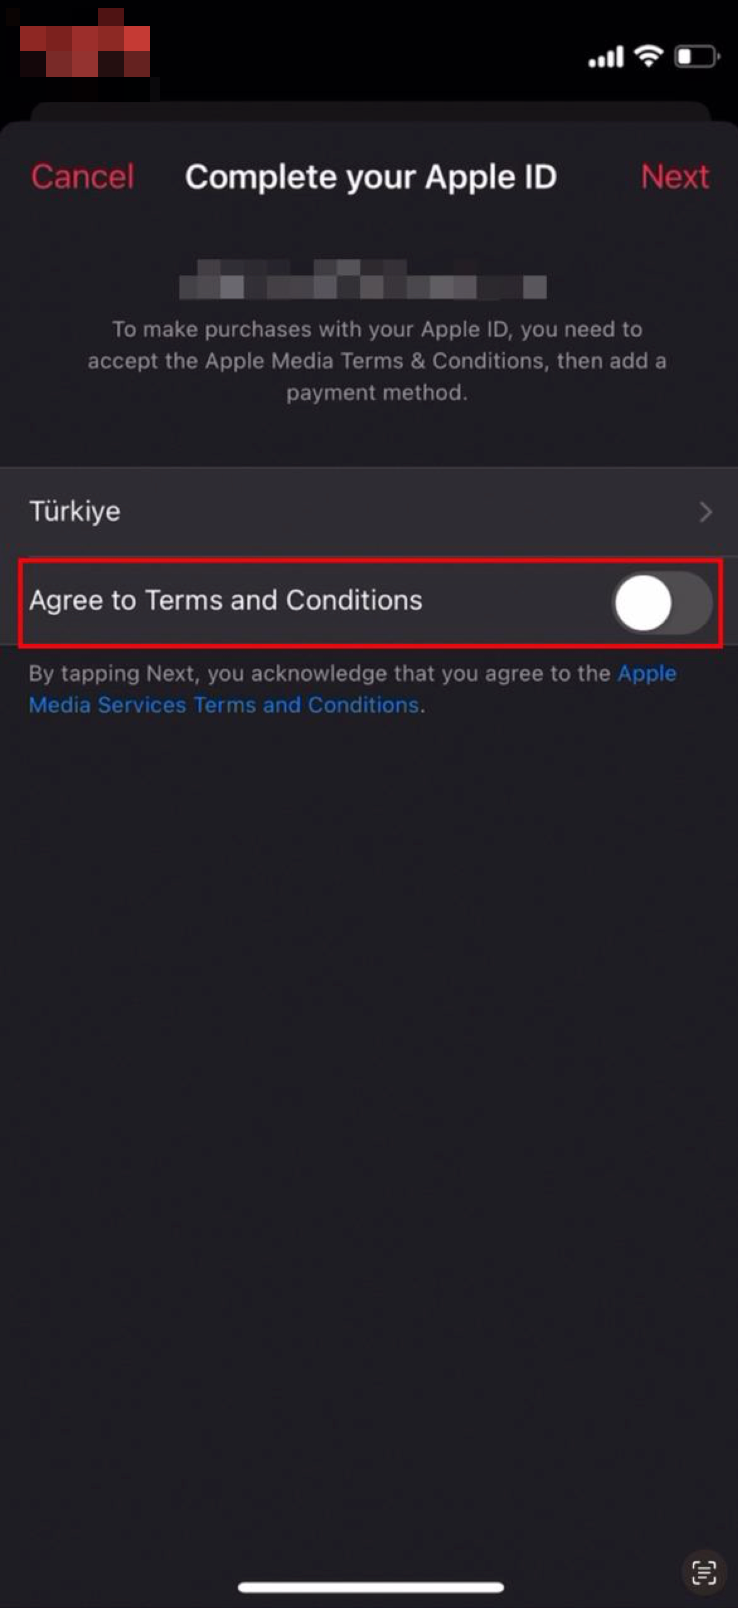 Cancel
Complete your Apple ID
Next
To make purchases with your Apple ID, you need to
accept the Apple Media Terms & Conditions, then add a
payment method.
Türkiye
Agree to Terms and Conditions
By tapping Next, you acknowledge that you agree to the Apple
Media Services Terms and Conditions.